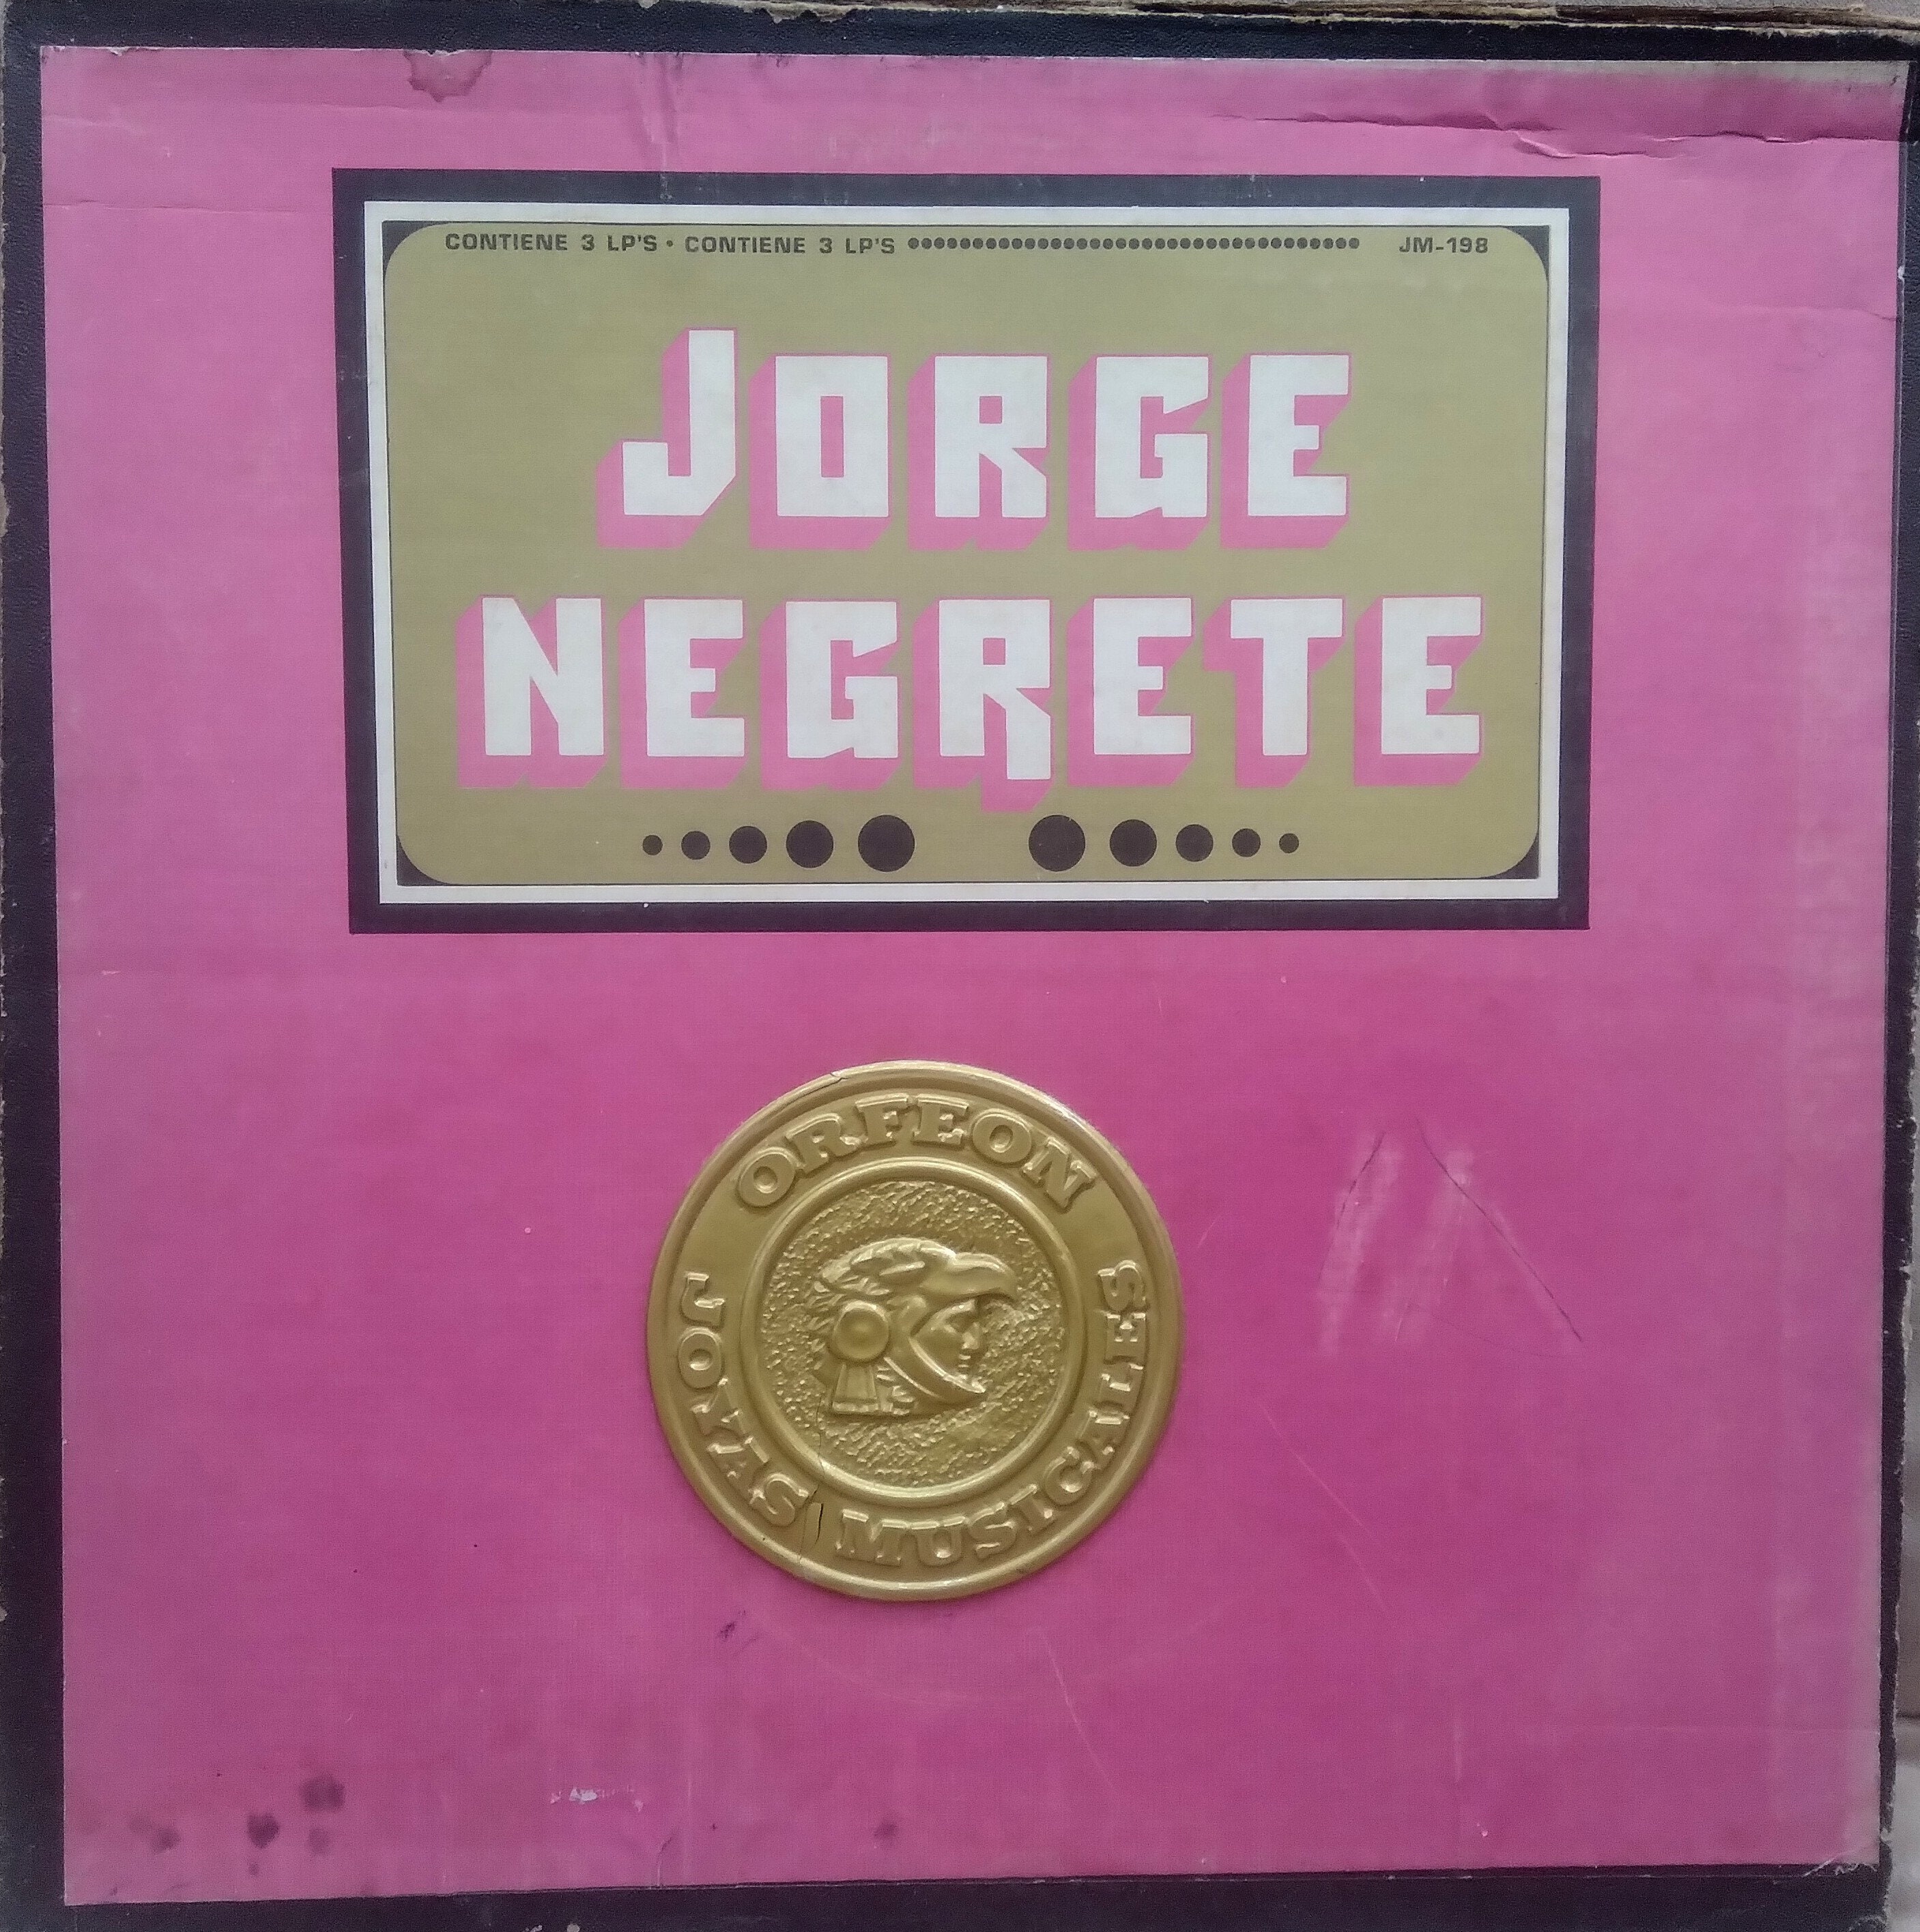 CONTIENE 3 LP'S • CONTIENE 3 LP'S JM-198
JORGE
NEGRETE
ORFEON
JOYAS MUSICALES